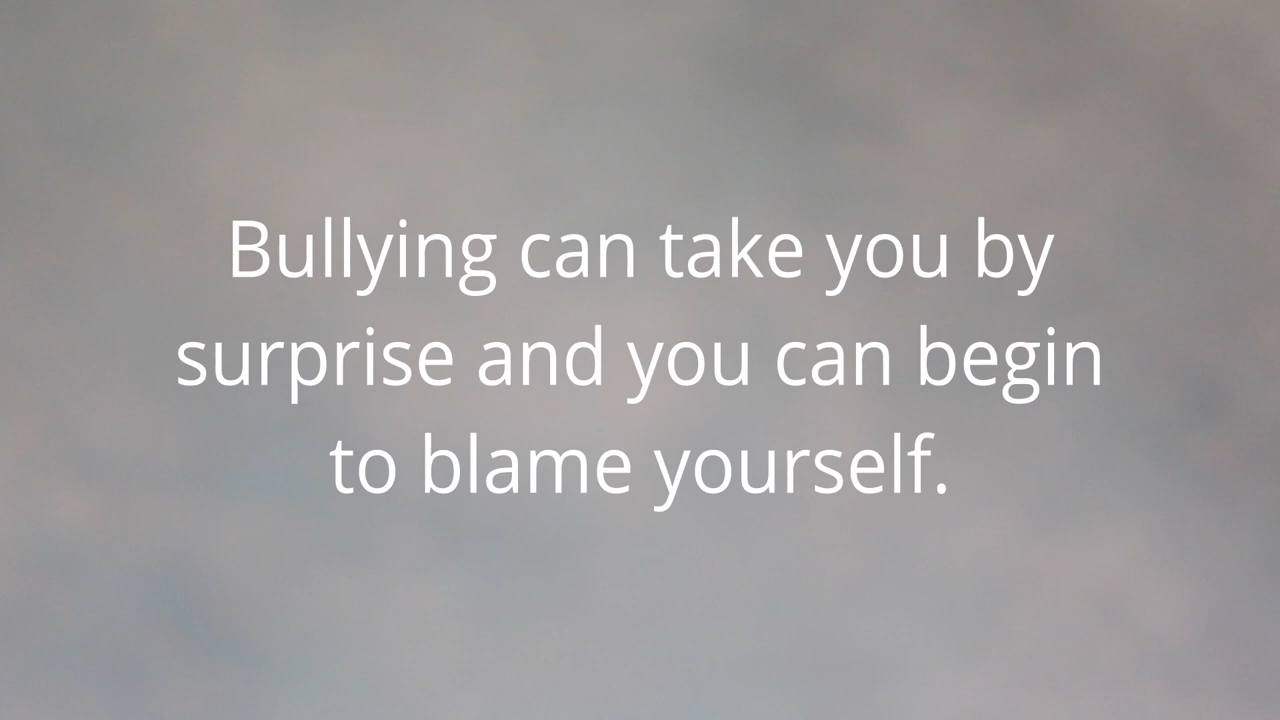 Bullying can take you by
surprise and you can begin
to blame yourself.